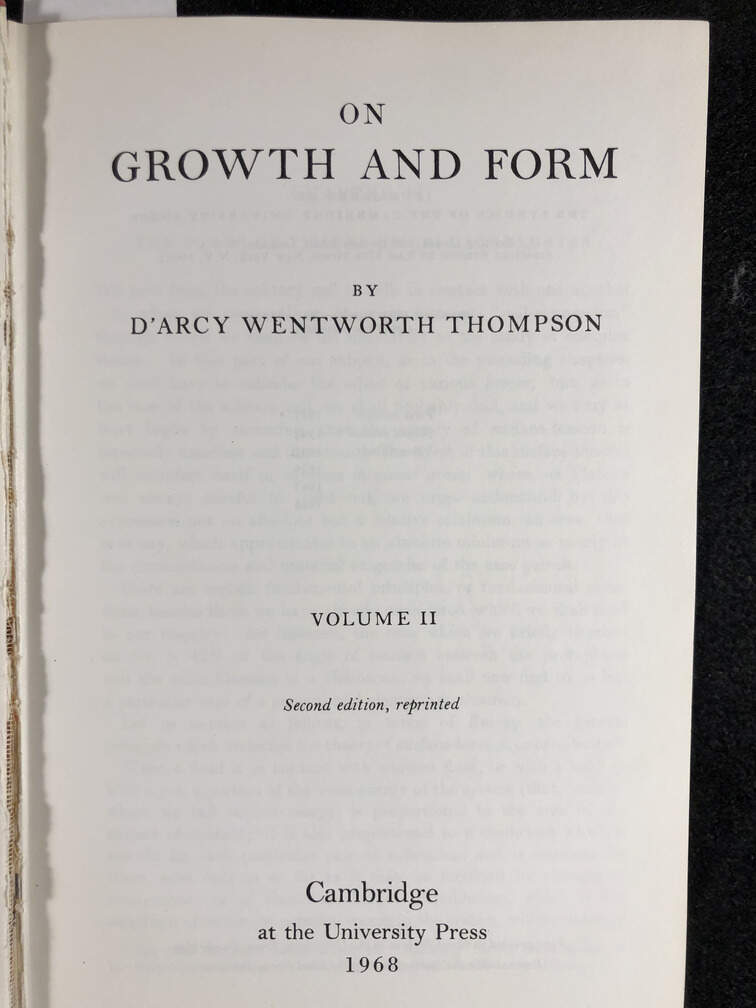 ON
GROWTH AND FORM
BY
D'ARCY WENTWORTH THOMPSON
VOLUME II
Second edition, reprinted
Cambridge
at the University Press
1968